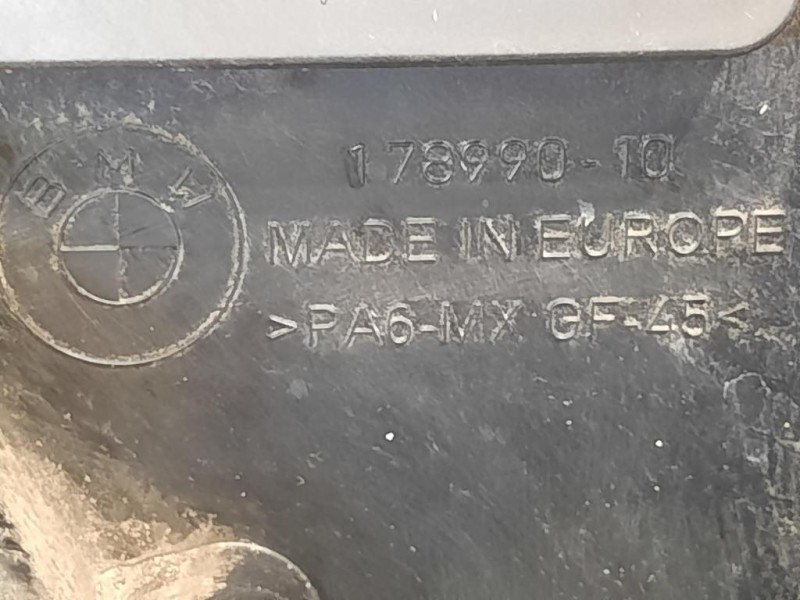 BMW
178990-10
MADE IN EUROPE
>PA6-MX GF-45<